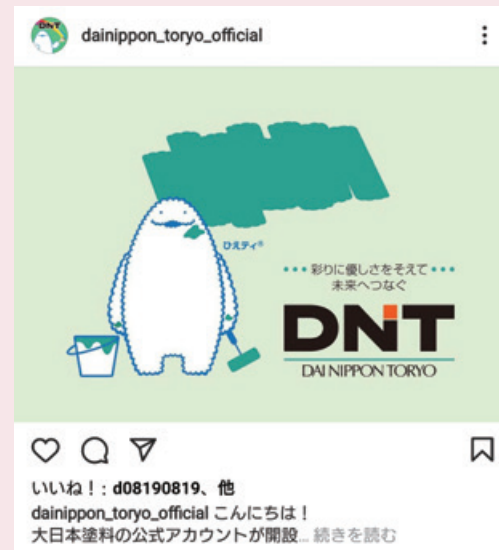 DNT
dainippon_toryo_official
ひえティ®
•••彩りに優しさをそえて•••
未来へつなぐ
DNT
DAI NIPPON TORYO
いいね！: d08190819、他
dainippon_toryo_official こんにちは！
大日本塗料の公式アカウントが開設... 続きを読む